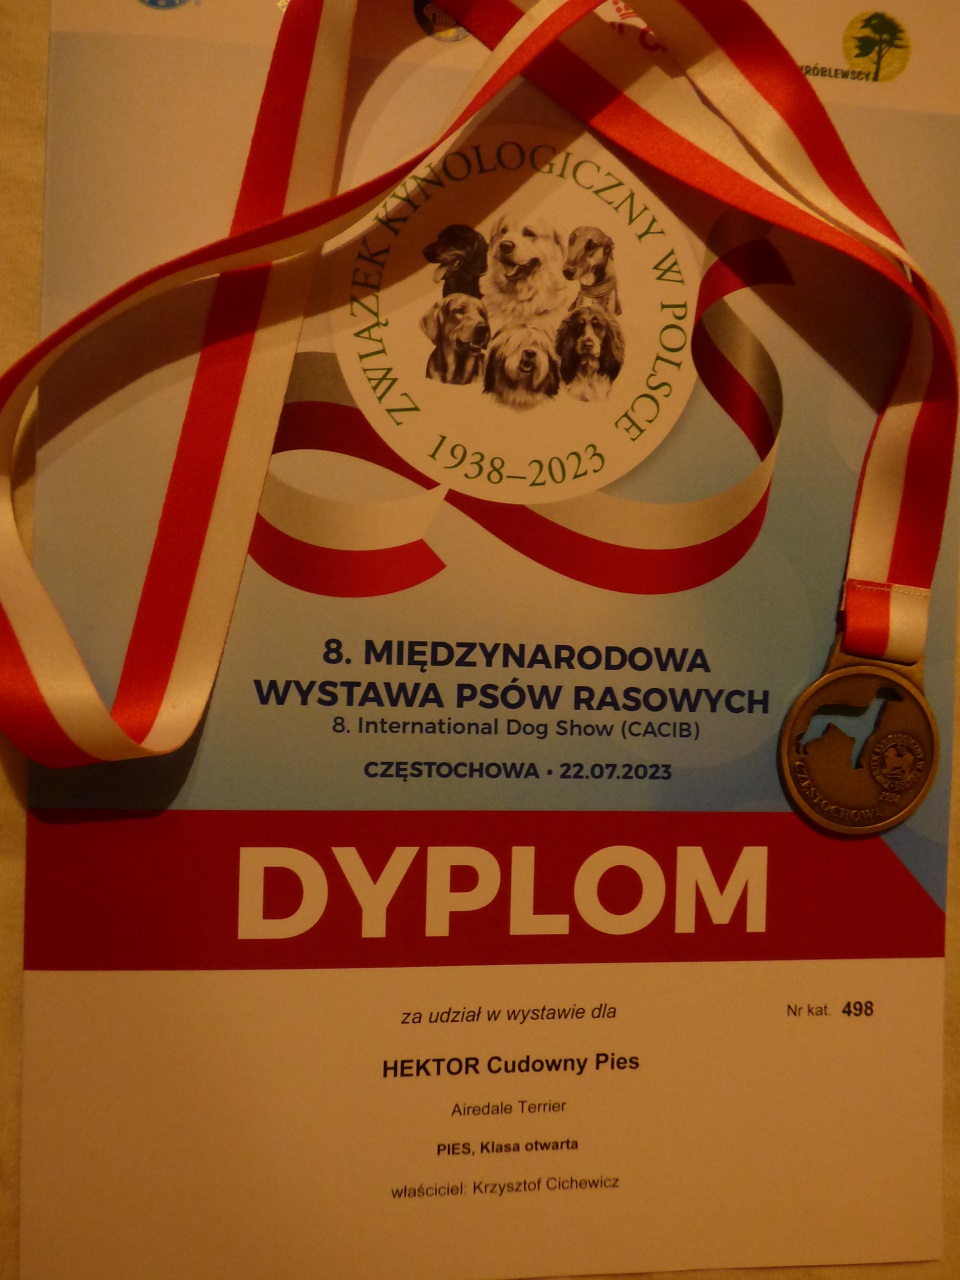 RÓBLEWSCY
ZWIĄZEK KYNOLOGICZNY W POLSCE
1938–2023
8. MIĘDZYNARODOWA
WYSTAWA PSÓW RASOWYCH
8. International Dog Show (CACIB)
CZĘSTOCHOWA • 22.07.2023
CZĘSTOCHOWA
DYPLOM
za udział w wystawie dla
Nr kat. 498
HEKTOR Cudowny Pies
Airedale Terrier
PIES, Klasa otwarta
właściciel: Krzysztof Cichewicz